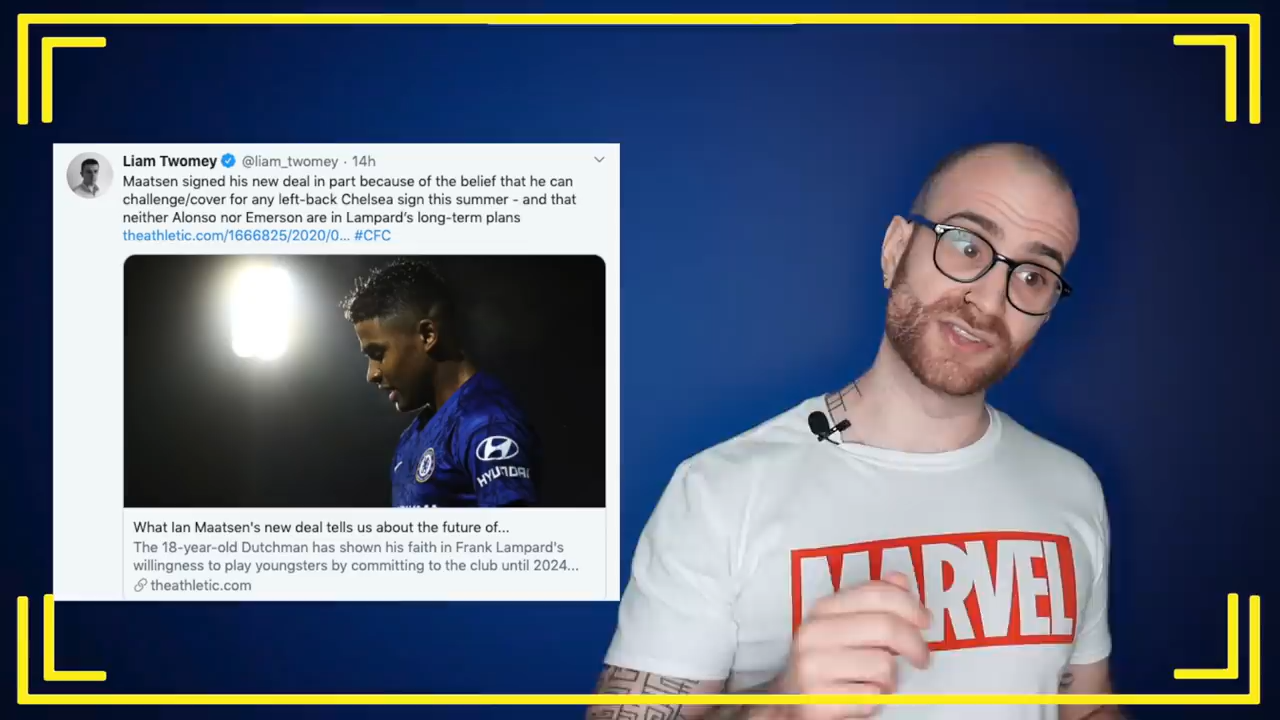 Liam Twomey @liam_twomey · 14h
Maatsen signed his new deal in part because of the belief that he can
challenge/cover for any left-back Chelsea sign this summer - and that
neither Alonso nor Emerson are in Lampard's long-term plans
theathletic.com/1666825/2020/0... #CFC
HYUNDAI
What Ian Maatsen's new deal tells us about the future of...
The 18-year-old Dutchman has shown his faith in Frank Lampard's
willingness to play youngsters by committing to the club until 2024...
theathletic.com
MARVEL